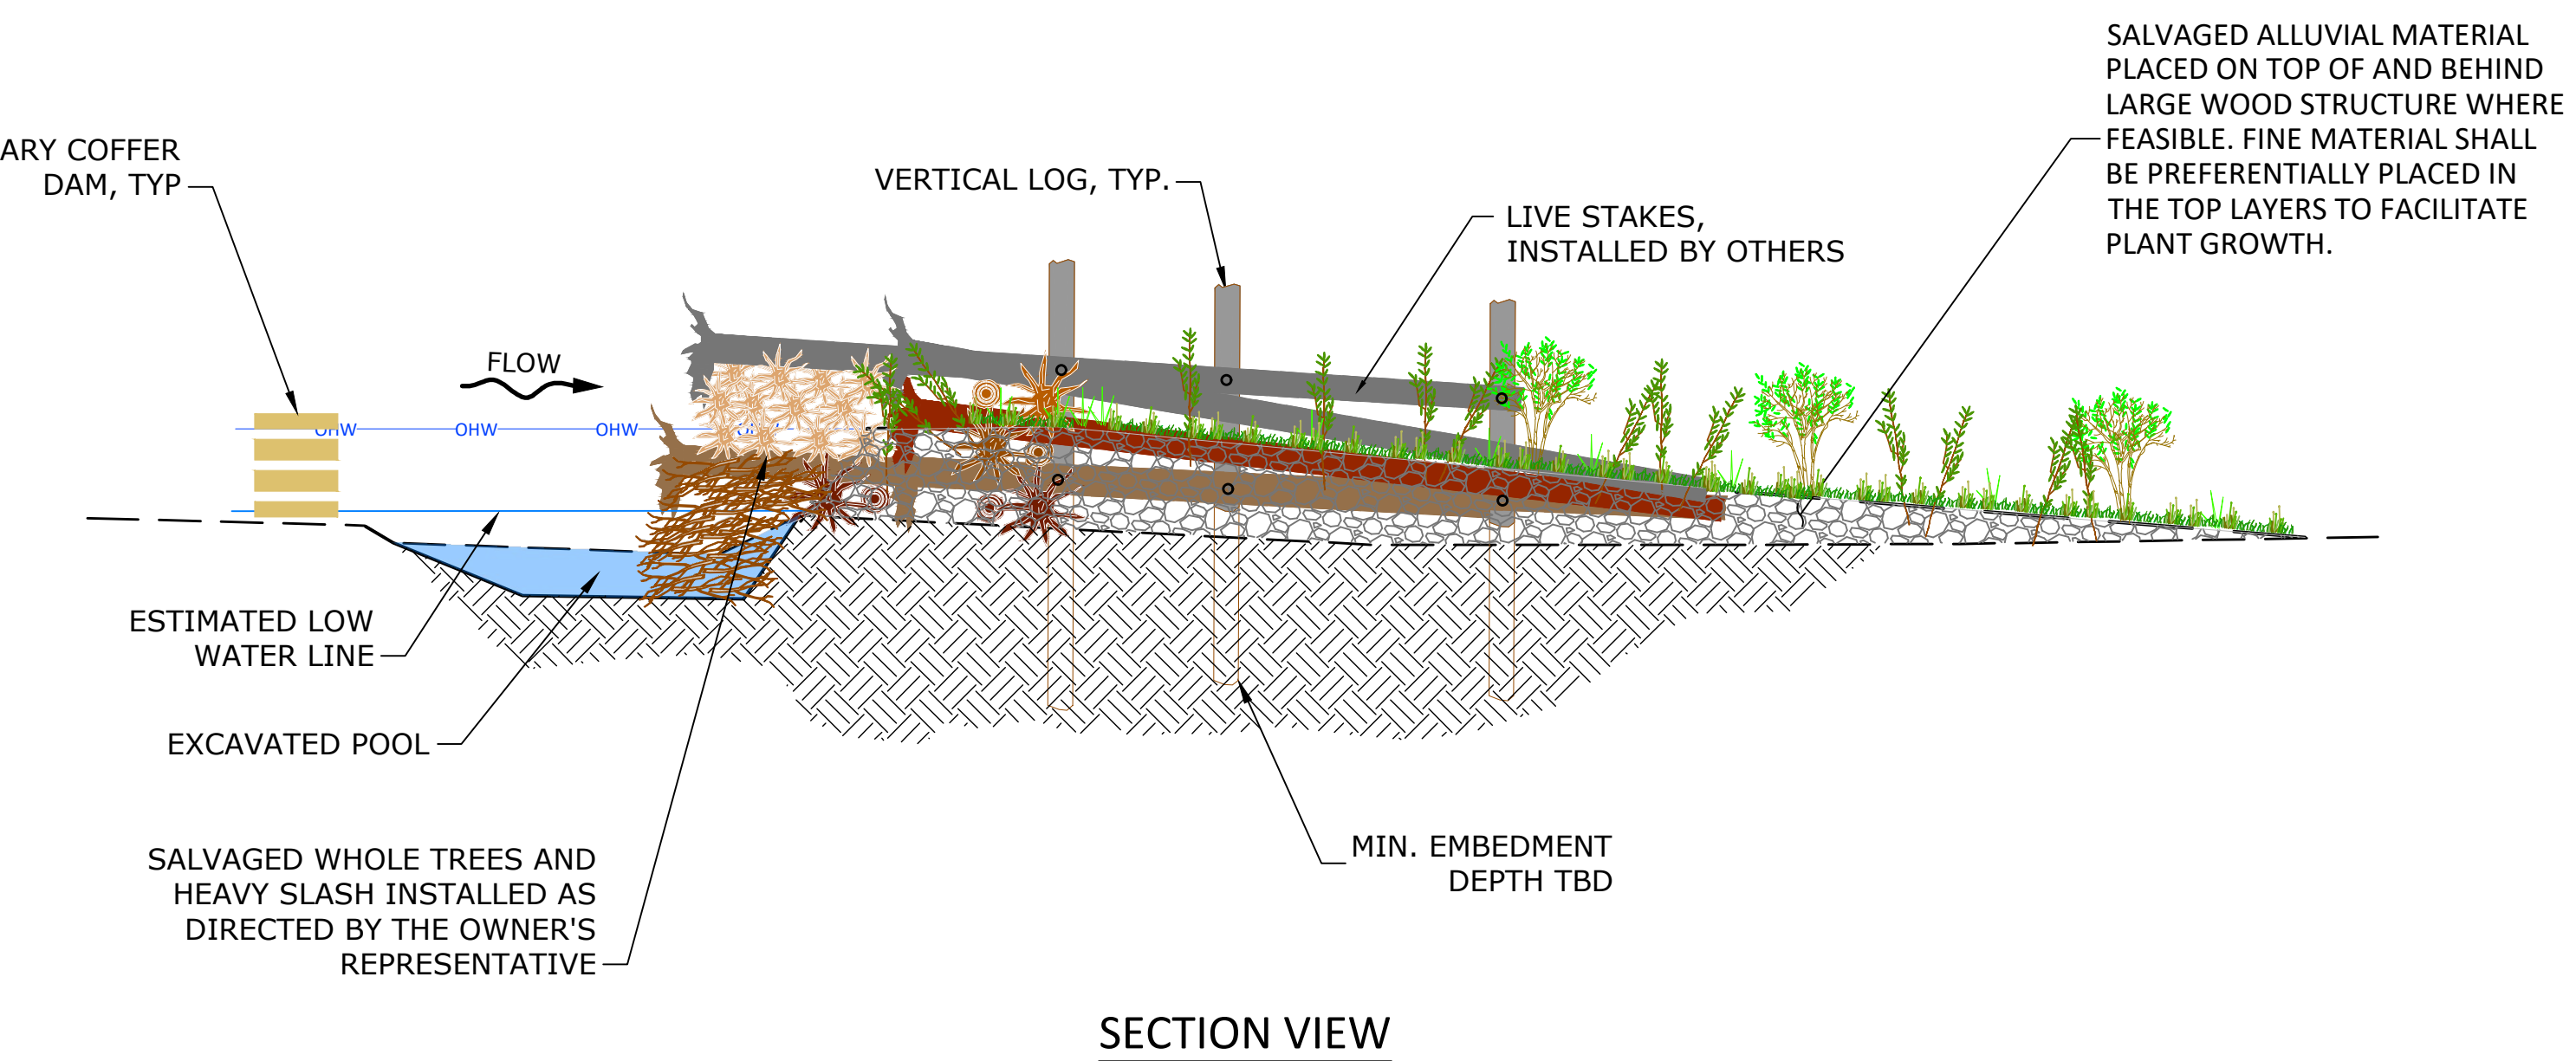 SALVAGED ALLUVIAL MATERIAL
PLACED ON TOP OF AND BEHIND
LARGE WOOD STRUCTURE WHERE
FEASIBLE. FINE MATERIAL SHALL
BE PREFERENTIALLY PLACED IN
THE TOP LAYERS TO FACILITATE
PLANT GROWTH.
ARY COFFER
DAM, TYP
VERTICAL LOG, TYP.
LIVE STAKES,
INSTALLED BY OTHERS
FLOW
OHW
OHW
OHW
OHW
ESTIMATED LOW
WATER LINE
EXCAVATED POOL
SALVAGED WHOLE TREES AND
HEAVY SLASH INSTALLED AS
DIRECTED BY THE OWNER'S
REPRESENTATIVE
MIN. EMBEDMENT
DEPTH TBD
SECTION VIEW